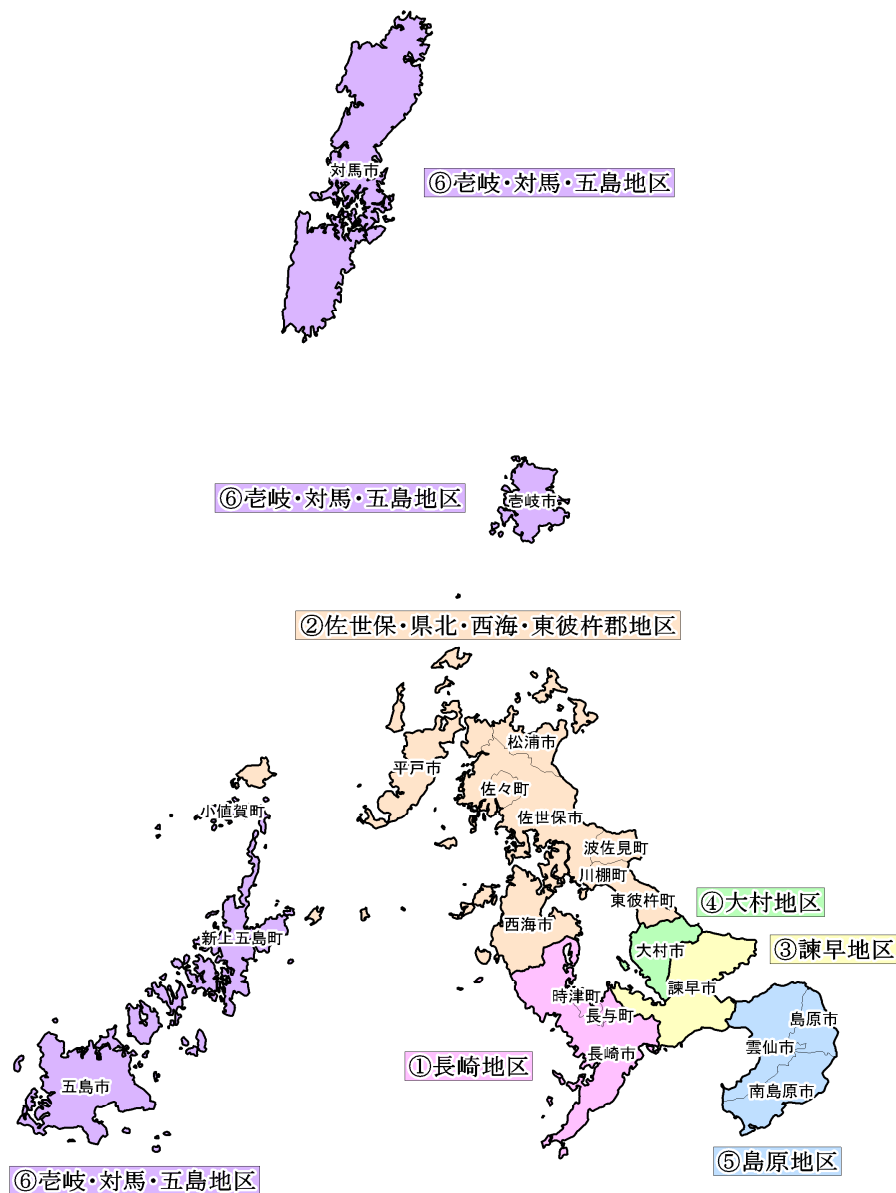 対馬市
⑥壱岐・対馬・五島地区
⑥壱岐・対馬・五島地区
壱岐市
②佐世保・県北・西海・東彼杵郡地区
松浦市
平戸市
佐々町
小値賀町
佐世保市
波佐見町
川棚町
東彼杵町
④大村地区
西海市
新上五島町
大村市
③諫早地区
諫早市
時津町
長与町
島原市
雲仙市
長崎市
①長崎地区
五島市
南島原市
⑤島原地区
⑥壱岐・対馬・五島地区